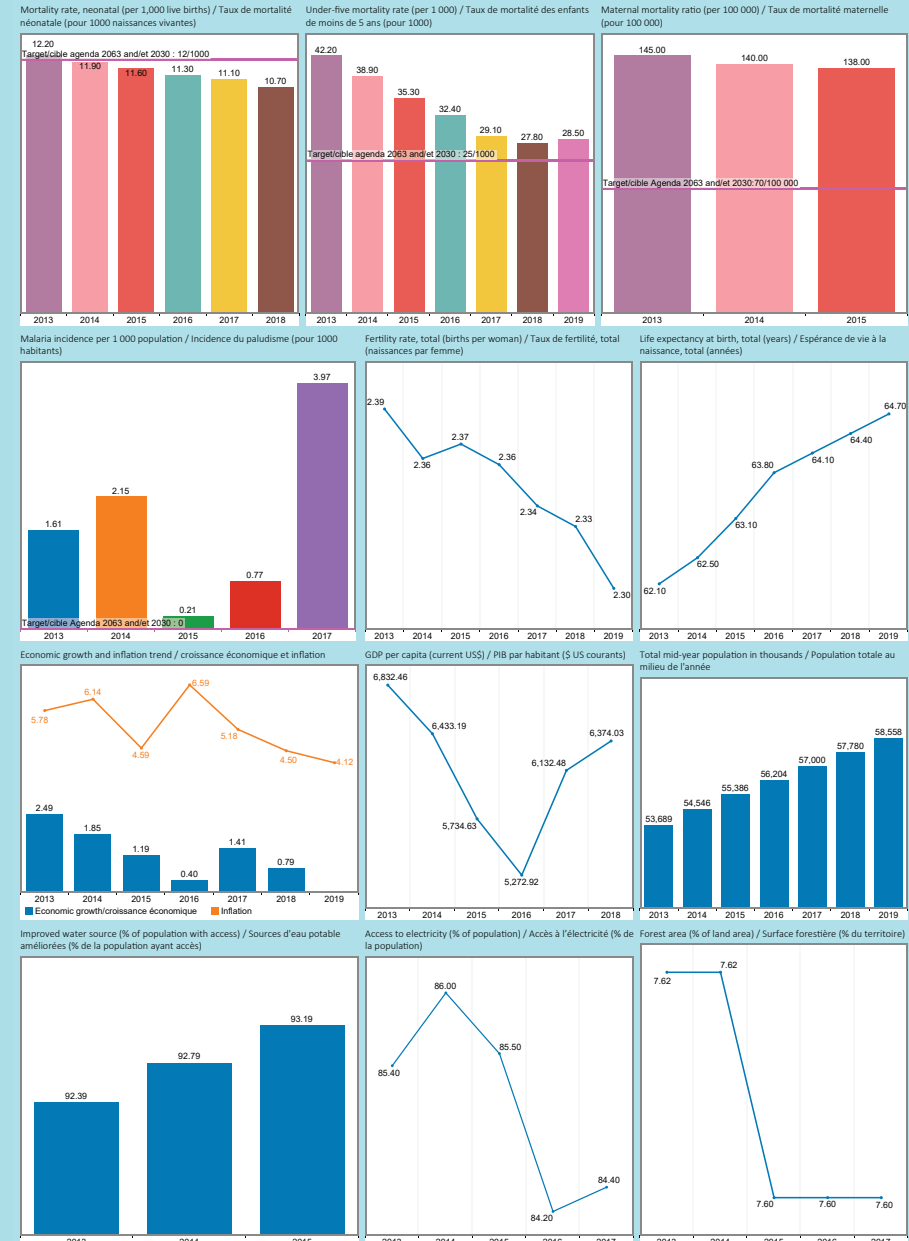 Mortality rate, neonatal (per 1,000 live births) / Taux de mortalité
néonatale (pour 1000 naissances vivantes)
12.20
Target/cible agenda 2063 and/et 2030 : 12/1000
11.90
11.60
11.30
11.10
10.70
2013 2014 2015 2016 2017 2018
Under-five mortality rate (per 1 000) / Taux de mortalité des enfants
de moins de 5 ans (pour 1000)
42.20
38.90
35.30
32.40
29.10
27.80
28.50
Target/cible agenda 2063 and/et 2030 : 25/1000
2013 2014 2015 2016 2017 2018 2019
Maternal mortality ratio (per 100 000) / Taux de mortalité maternelle
(pour 100 000)
145.00
140.00
138.00
Target/cible Agenda 2063 and/et 2030:70/100 000
2013 2014 2015
Malaria incidence per 1 000 population / Incidence du paludisme (pour 1000
habitants)
1.61
2.15
0.21
0.77
3.97
Target/cible Agenda 2063 and/et 2030 : 0
2013 2014 2015 2016 2017
Fertility rate, total (births per woman) / Taux de fertilité, total
(naissances par femme)
2.39
2.36
2.37
2.36
2.34
2.33
2.30
2013 2014 2015 2016 2017 2018 2019
Life expectancy at birth, total (years) / Espérance de vie à la
naissance, total (années)
62.10
62.50
63.10
63.80
64.10
64.40
64.70
2013 2014 2015 2016 2017 2018 2019
Economic growth and inflation trend / croissance économique et inflation
5.78
6.14
4.59
6.59
5.18
4.50
4.12
2.49
1.85
1.19
0.40
1.41
0.79
2013 2014 2015 2016 2017 2018 2019
Economic growth/croissance économique Inflation
GDP per capita (current US$) / PIB par habitant ($ US courants)
6,832.46
6,433.19
5,734.63
5,272.92
6,132.48
6,374.03
2013 2014 2015 2016 2017 2018
Total mid-year population in thousands / Population totale au
milieu de l'année
53,689
54,546
55,386
56,204
57,000
57,780
58,558
2013 2014 2015 2016 2017 2018 2019
Improved water source (% of population with access) / Sources d'eau potable
améliorées (% de la population ayant accès)
92.39
92.79
93.19
2013 2014 2015
Access to electricity (% of population) / Accès à l'électricité (% de
la population)
85.40
86.00
85.50
84.20
84.40
2013 2014 2015 2016 2017
Forest area (% of land area) / Surface forestière (% du territoire)
7.62
7.62
7.60
7.60
7.60
2013 2014 2015 2016 2017